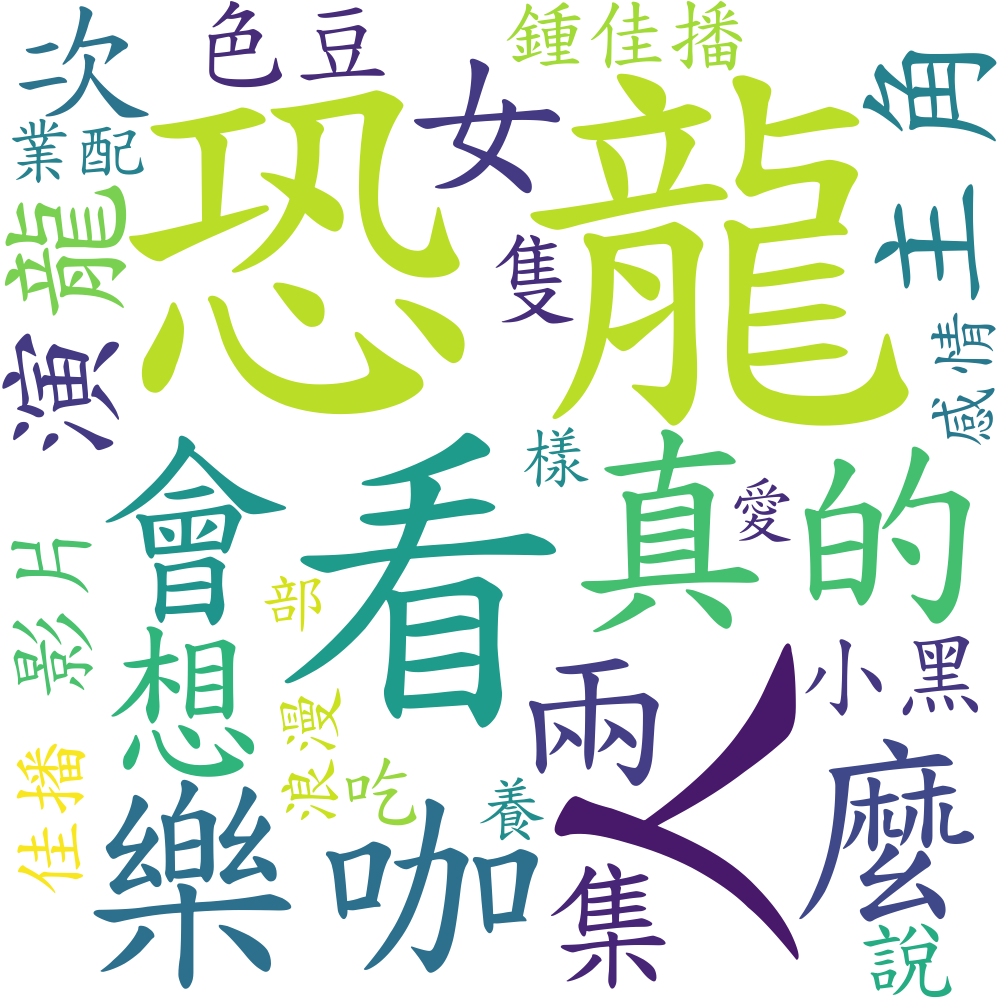 次
色豆
鍾佳播
業配
恐龍
女
主角
龍
隻
演
感情
會
看
樣
真的
愛
影片
部
想
兩
小黑
浪漫
佳播
吃
養
ㄑ
麼
樂
咖
集
說